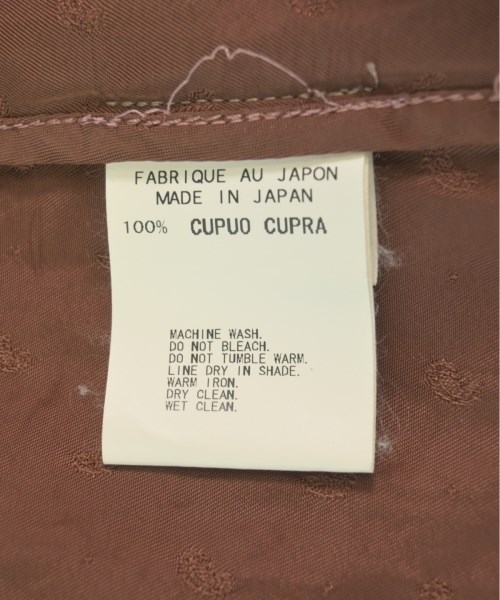 FABRIQUE AU JAPON
MADE IN JAPAN
100% CUPUO CUPRA
MACHINE WASH.
DO NOT BLEACH.
DO NOT TUMBLE WARM.
LINE DRY IN SHADE.
WARM IRON.
DRY CLEAN.
WET CLEAN.